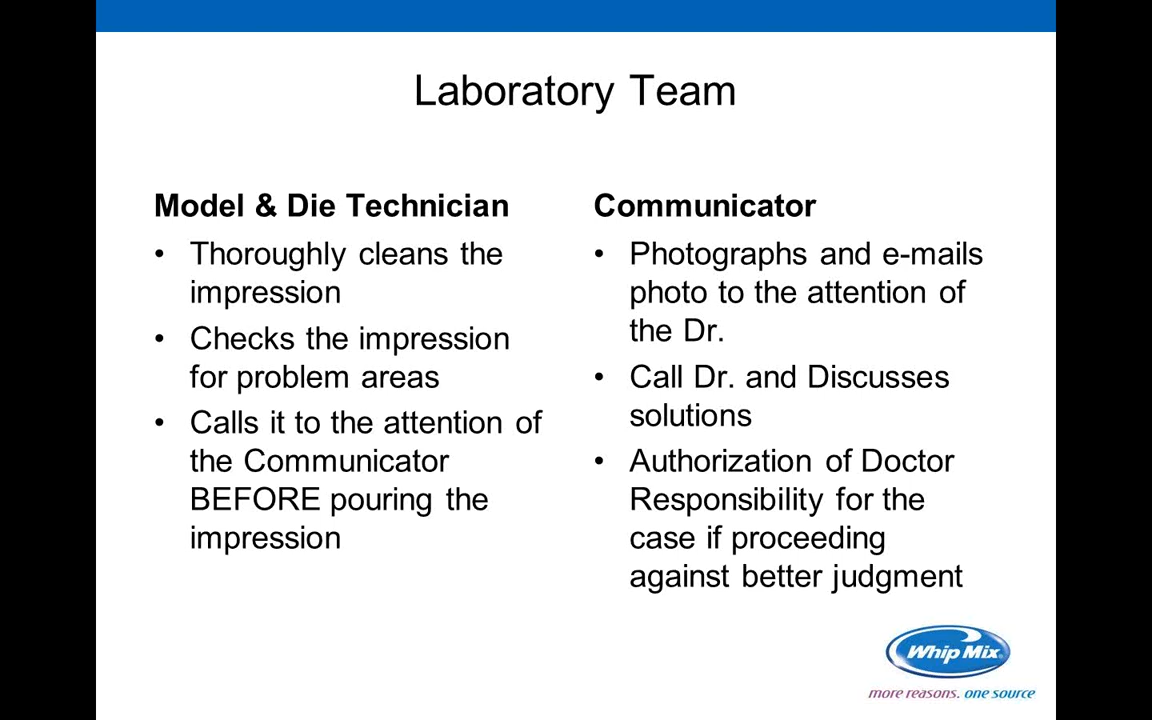 Laboratory Team
Model & Die Technician
• Thoroughly cleans the
impression
• Checks the impression
for problem areas
• Calls it to the attention of
the Communicator
BEFORE pouring the
impression
Communicator
• Photographs and e-mails
photo to the attention of
the Dr.
• Call Dr. and Discusses
solutions
• Authorization of Doctor
Responsibility for the
case if proceeding
against better judgment
Whip Mix®
more reasons. one source